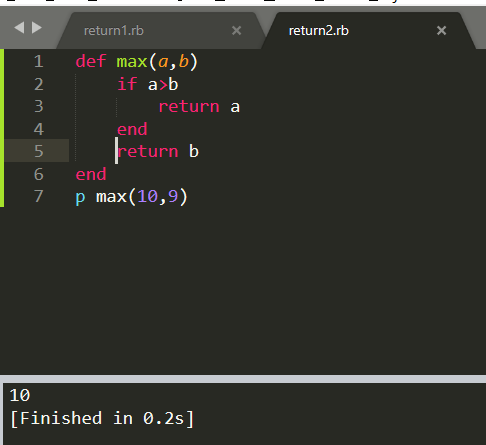 return1.rb × return2.rb ×
1 def max(a,b)
2 if a>b
3 return a
4 end
5 return b
6 end
7 p max(10,9)
10
[Finished in 0.2s]